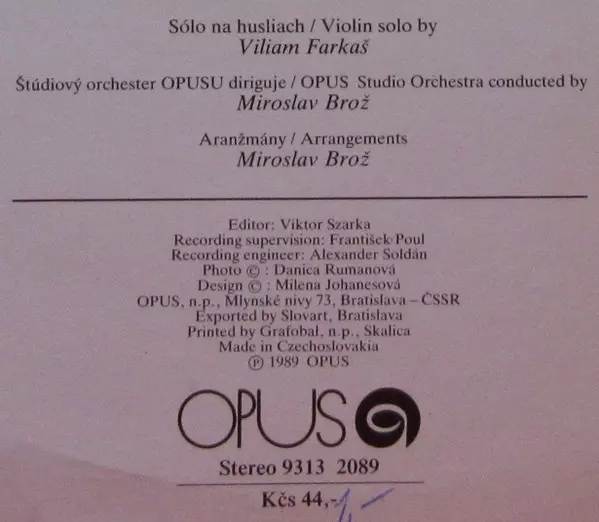 Sólo na husliach / Violin solo by
Viliam Farkaš
Štúdiový orchester OPUSU diriguje / OPUS Studio Orchestra conducted by
Miroslav Brož
Aranžmány / Arrangements
Miroslav Brož
Editor: Viktor Szarka
Recording supervision: František Poul
Recording engineer: Alexander Soldán
Photo © : Danica Rumanová
Design © : Milena Johanesová
OPUS, n.p., Mlynské nivy 73, Bratislava – ČSSR
Exported by Slovart, Bratislava
Printed by Grafobal, n.p., Skalica
Made in Czechoslovakia
℗ 1989 OPUS
OPUS
Stereo 9313 2089
Kčs 44,-